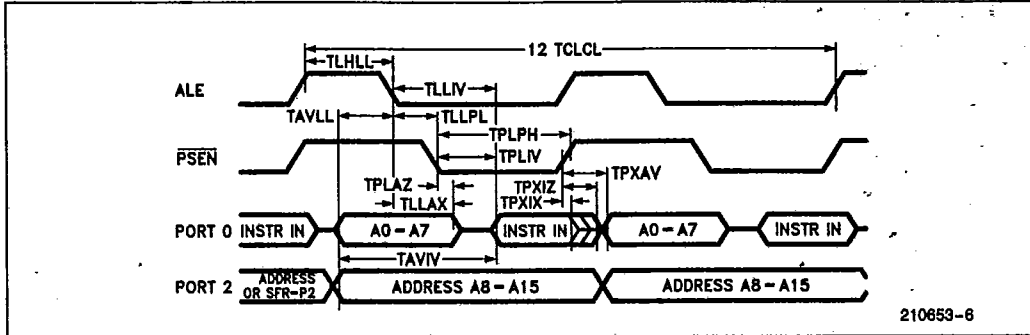 12 TCLCL
TLHLL
ALE
TLLIV
TAVLL
TLLPL
TPLPH
PSEN
TPLIV
TPXAV
TPLAZ
TPXIZ
TLLAX
TPXIX
PORT 0 INSTR IN A0-A7 INSTR IN A0-A7 INSTR IN
TAVIV
PORT 2 ADDRESS OR SFR-P2 ADDRESS A8-A15 ADDRESS A8-A15
210653-6